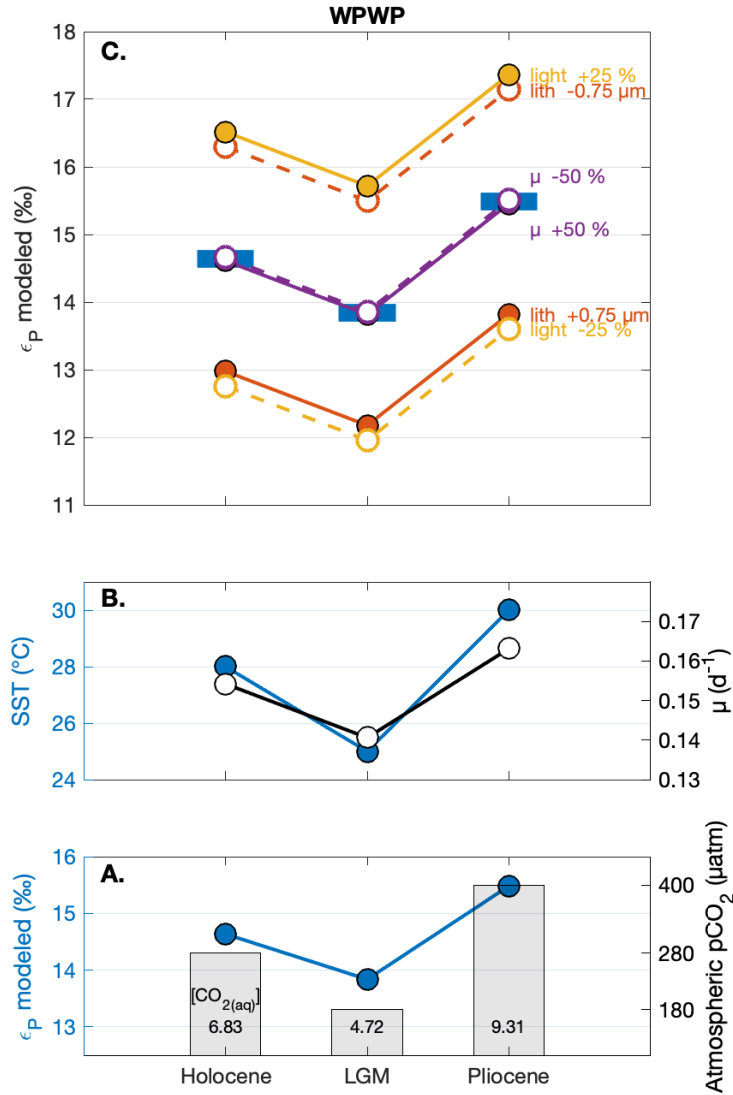 WPWP
C.
18
17
16
15
14
13
12
11
ϵP modeled (‰)
light +25 %
lith -0.75 µm
µ -50 %
µ +50 %
lith +0.75 µm
light -25 %
B.
30
28
26
24
SST (°C)
0.17
0.16
0.15
0.14
0.13
µ (d-1)
A.
16
15
14
13
ϵP modeled (‰)
400
280
180
Atmospheric pCO2 (µatm)
[CO2(aq)]
6.83
4.72
9.31
Holocene
LGM
Pliocene